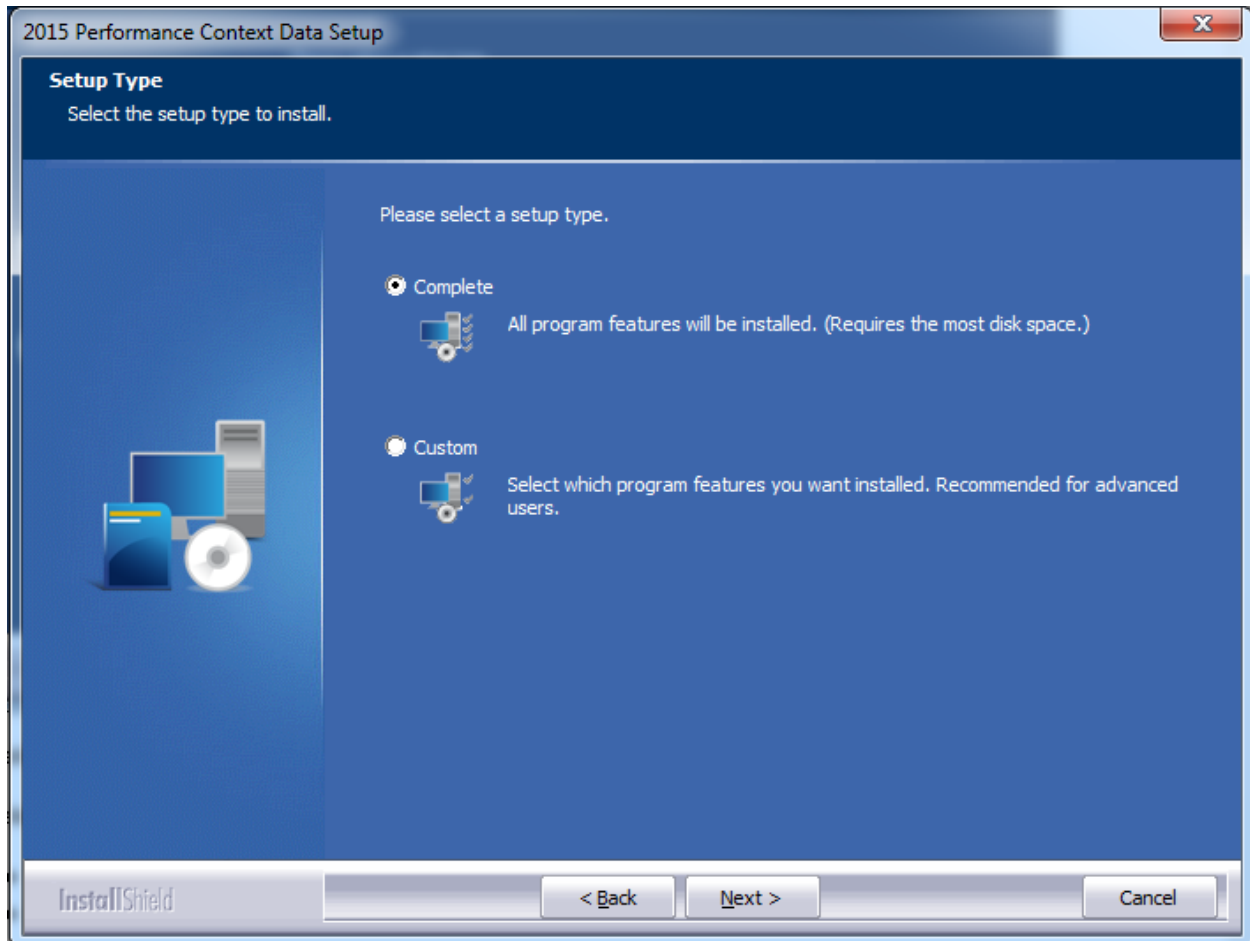 2015 Performance Context Data Setup
X
Setup Type
Select the setup type to install.
Please select a setup type.
Complete
All program features will be installed. (Requires the most disk space.)
Custom
Select which program features you want installed. Recommended for advanced
users.
InstallShield
< Back
Next >
Cancel